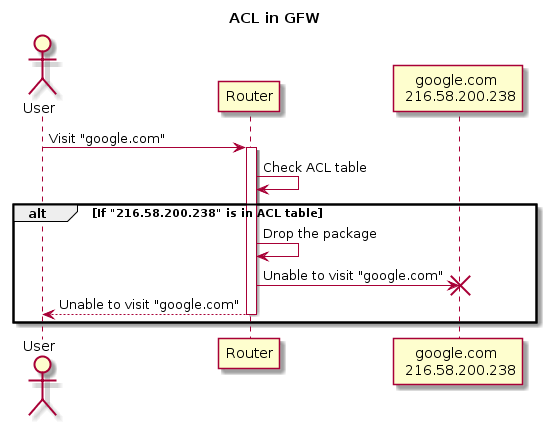 ACL in GFW
User
Router
google.com
216.58.200.238
Visit "google.com"
Check ACL table
alt
[If "216.58.200.238" is in ACL table]
Drop the package
Unable to visit "google.com"
Unable to visit "google.com"
User
Router
google.com
216.58.200.238